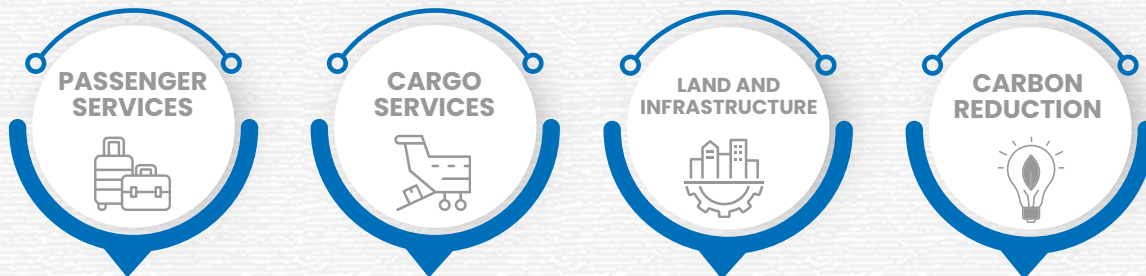 PASSENGER
SERVICES
CARGO
SERVICES
LAND AND
INFRASTRUCTURE
CARBON
REDUCTION